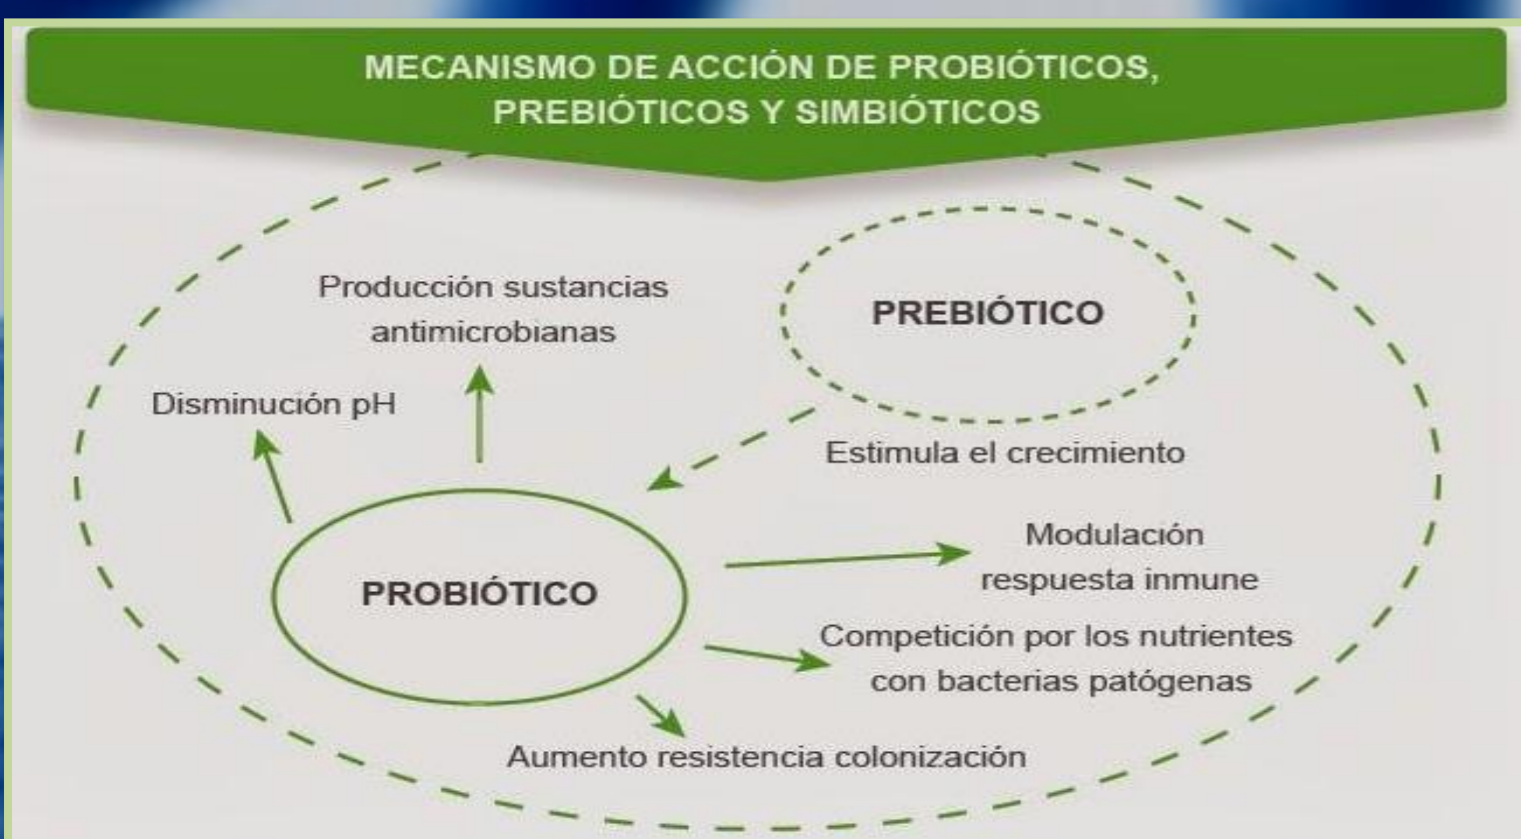 MECANISMO DE ACCIÓN DE PROBIÓTICOS,
PREBIÓTICOS Y SIMBIÓTICOS
PREBIÓTICO
Producción sustancias
antimicrobianas
Disminución pH
Estimula el crecimiento
Modulación
respuesta inmune
PROBIÓTICO
Competición por los nutrientes
con bacterias patógenas
Aumento resistencia colonización